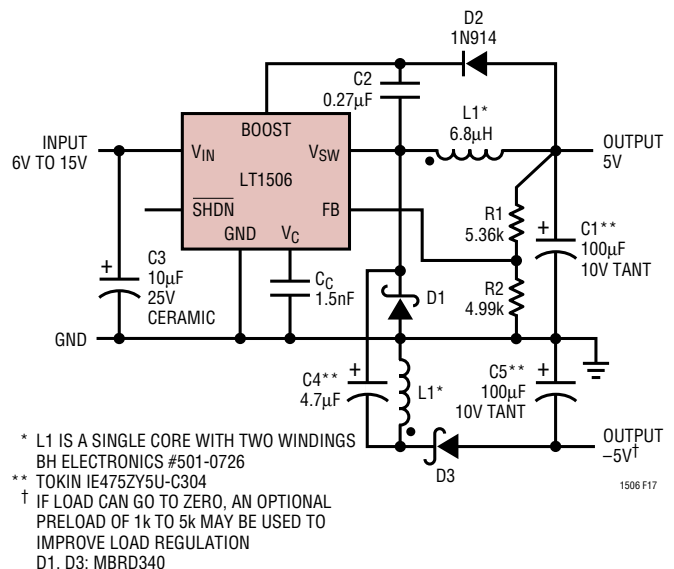 D2
1N914
C2
0.27µF
L1*
6.8µH
BOOST
INPUT
6V TO 15V
VIN
VSW
OUTPUT
5V
LT1506
SHDN
FB
GND
VC
R1
5.36k
C1**
100µF
10V TANT
+
C3
10µF
25V
CERAMIC
+
CC
1.5nF
D1
R2
4.99k
GND
C4**
4.7µF
+
L1*
C5**
100µF
10V TANT
+
OUTPUT
–5V†
D3
* L1 IS A SINGLE CORE WITH TWO WINDINGS
BH ELECTRONICS #501-0726
** TOKIN IE475ZY5U-C304
† IF LOAD CAN GO TO ZERO, AN OPTIONAL
PRELOAD OF 1k TO 5k MAY BE USED TO
IMPROVE LOAD REGULATION
D1, D3: MBRD340
1506 F17